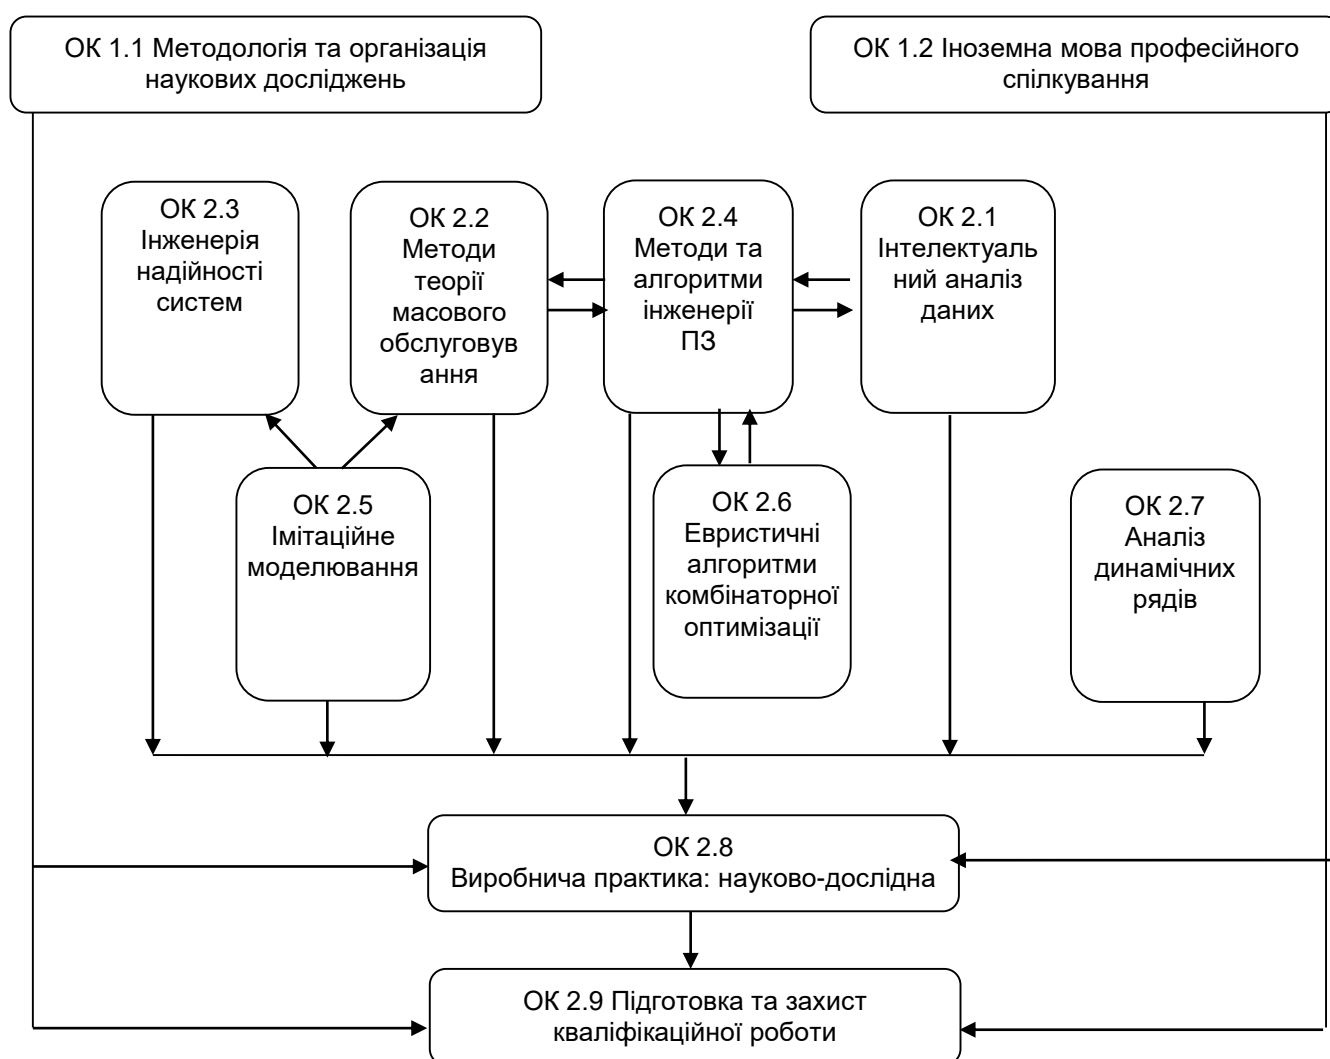 ОК 1.1 Методологія та організація
наукових досліджень
ОК 1.2 Іноземна мова професійного
спілкування
ОК 2.3
Інженерія
надійності
систем
ОК 2.2
Методи
теорії
масового
обслуговув
ання
ОК 2.4
Методи та
алгоритми
інженерії
ПЗ
ОК 2.1
Інтелектуаль
ний аналіз
даних
ОК 2.5
Імітаційне
моделювання
ОК 2.6
Евристичні
алгоритми
комбінаторної
оптимізації
ОК 2.7
Аналіз
динамічних
рядів
ОК 2.8
Виробнича практика: науково-дослідна
ОК 2.9 Підготовка та захист
кваліфікаційної роботи